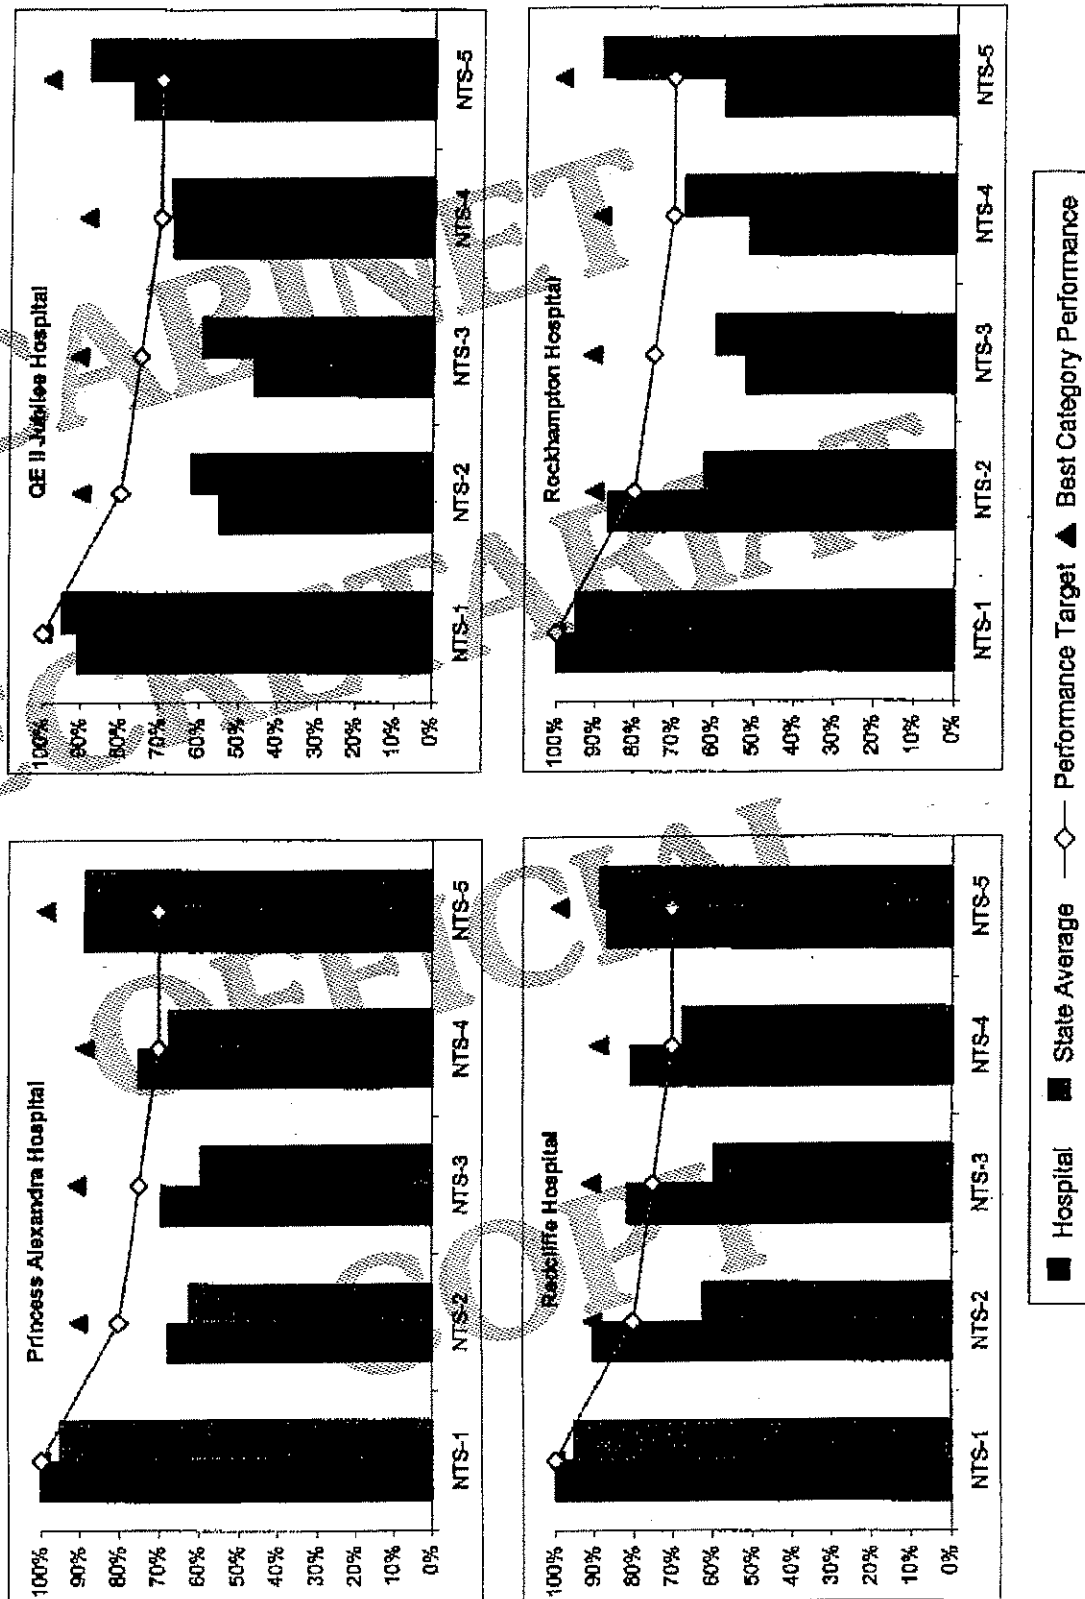 Princess Alexandra Hospital
100%
90%
80%
70%
60%
50%
40%
30%
20%
10%
0%
NTS-1
NTS-2
NTS-3
NTS-4
NTS-5
QE II Jubilee Hospital
100%
90%
80%
70%
60%
50%
40%
30%
20%
10%
0%
NTS-1
NTS-2
NTS-3
NTS-4
NTS-5
Redcliffe Hospital
100%
90%
80%
70%
60%
50%
40%
30%
20%
10%
0%
NTS-1
NTS-2
NTS-3
NTS-4
NTS-5
Rockhampton Hospital
100%
90%
80%
70%
60%
50%
40%
30%
20%
10%
0%
NTS-1
NTS-2
NTS-3
NTS-4
NTS-5
Hospital State Average Performance Target Best Category Performance
OFFICIAL
COPY